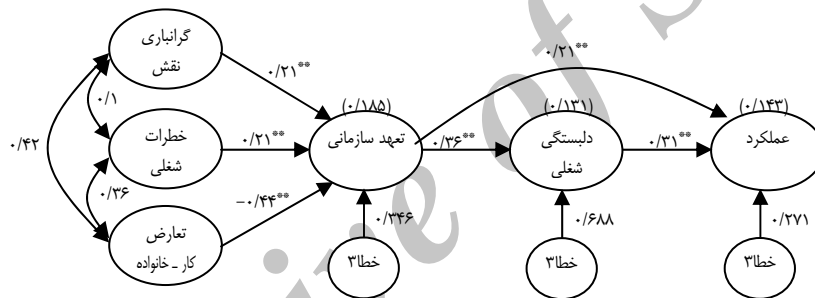 گرانباری
نقش
۰/۲۱**
۰/۲۱**
۰/۱
(۰/۱۸۵)
(۰/۱۳۱)
(۰/۱۴۳)
۰/۴۲
خطرات
شغلی
۰/۲۱**
تعهد سازمانی
۰/۳۶**
دلبستگی
شغلی
۰/۳۱**
عملکرد
۰/۳۶
-۰/۴۴**
تعارض
کار ـ خانواده
۰/۳۴۶
۰/۶۸۸
۰/۲۷۱
خطا۳
خطا۳
خطا۳
ive of S